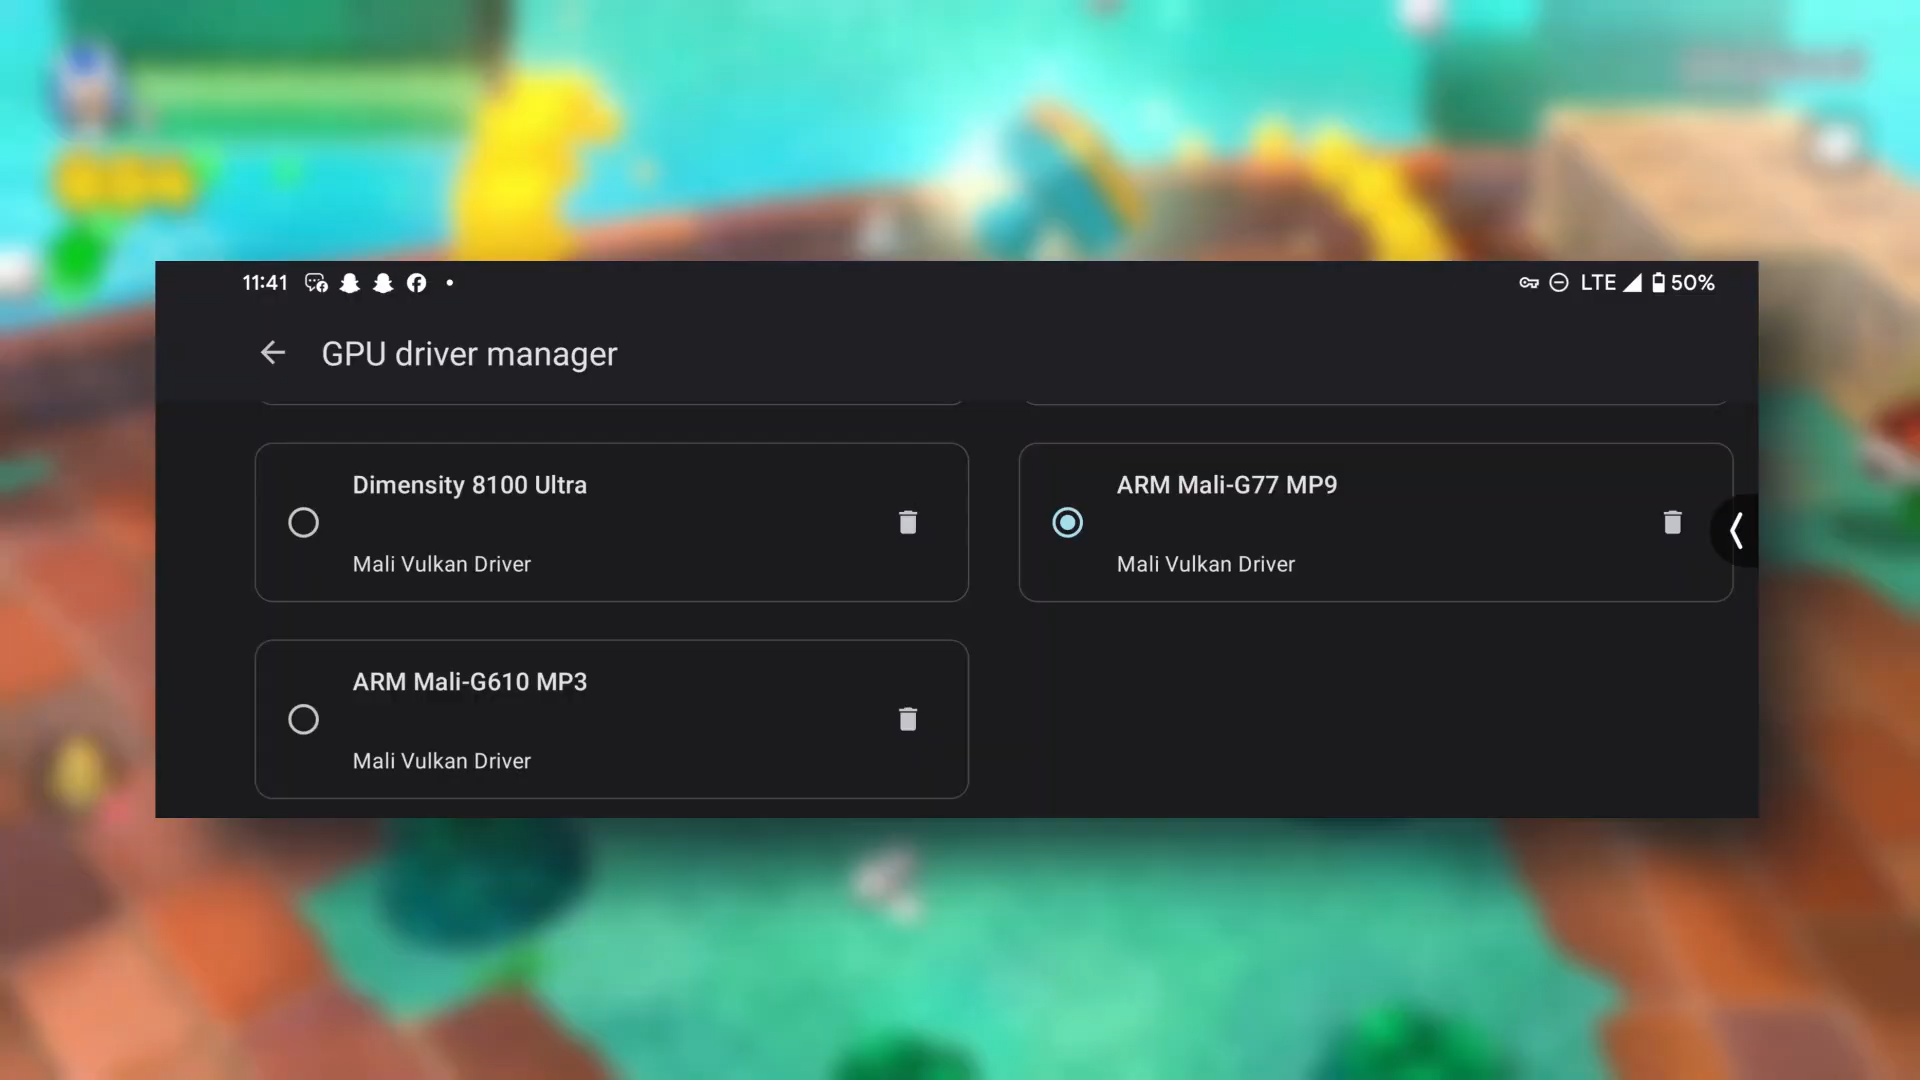 11:41 LTE 50%
GPU driver manager
Dimensity 8100 Ultra
Mali Vulkan Driver
ARM Mali-G77 MP9
Mali Vulkan Driver
ARM Mali-G610 MP3
Mali Vulkan Driver